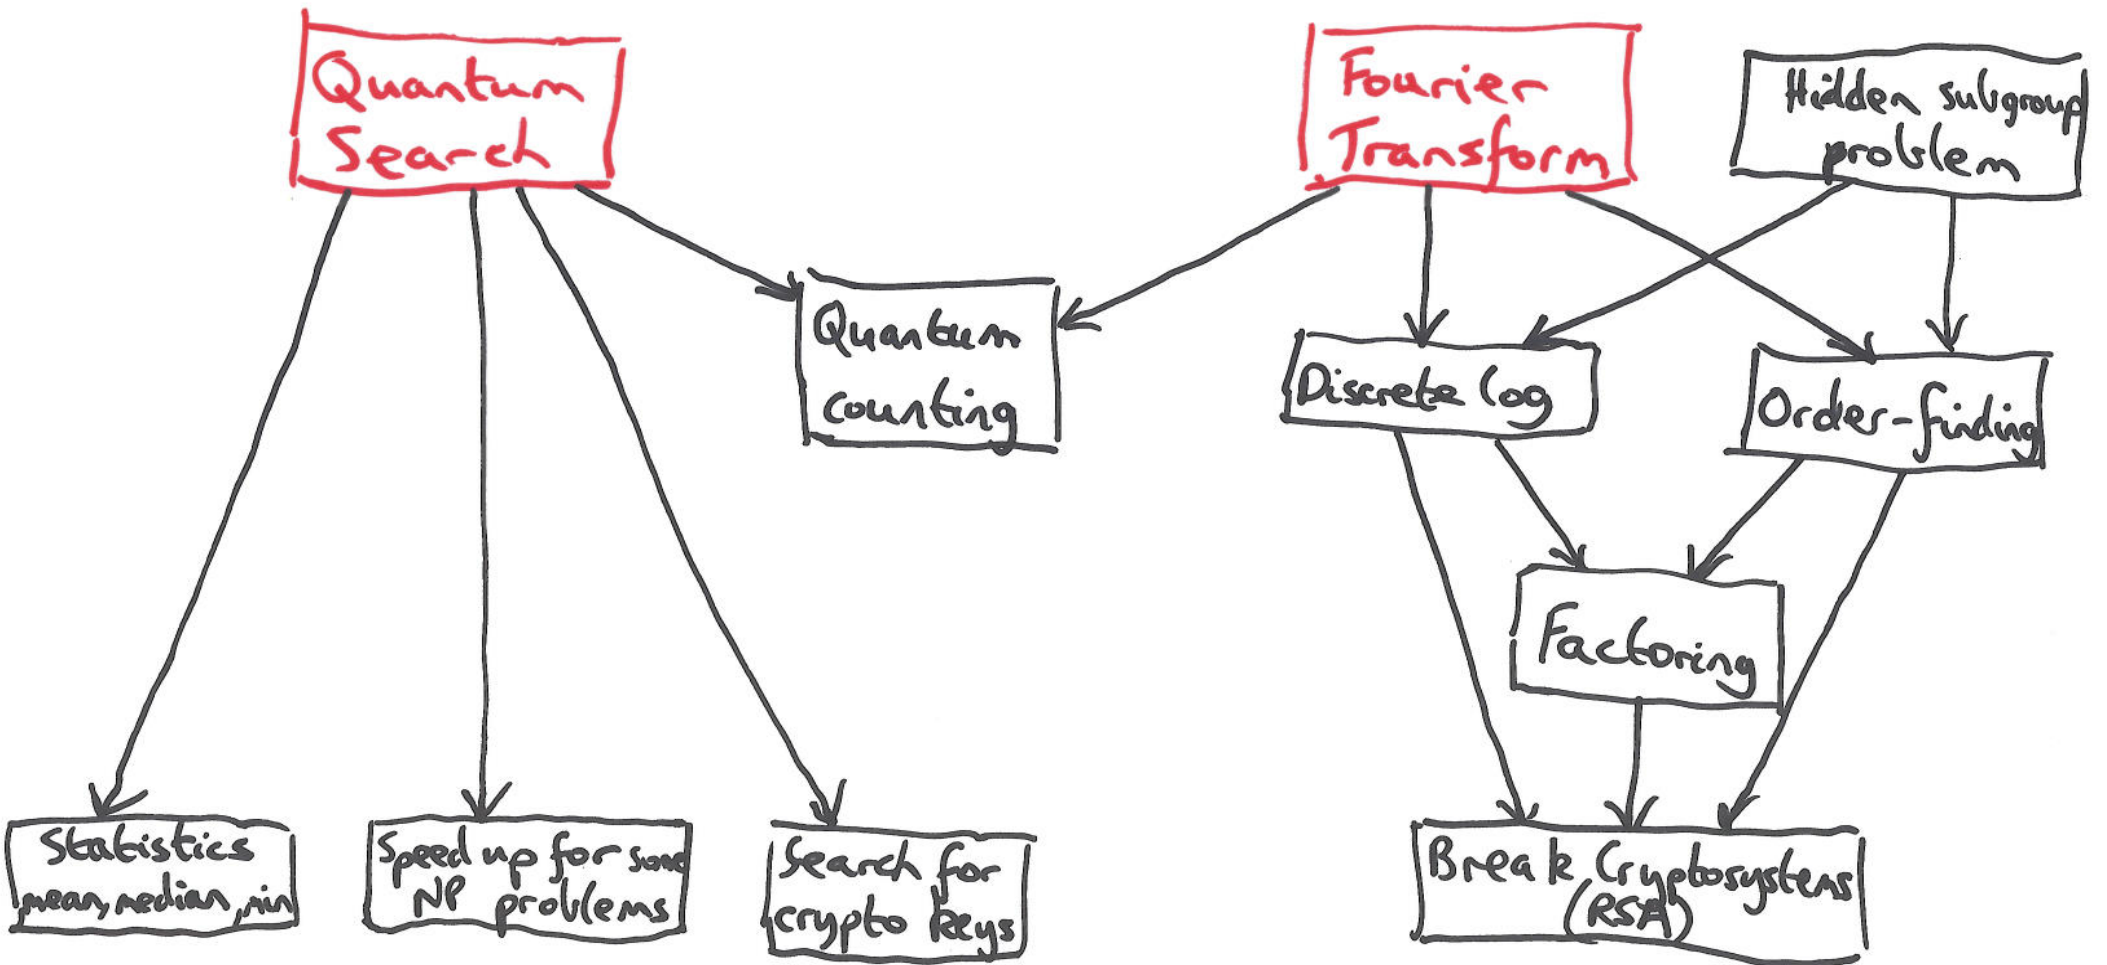 Quantum
Search
Fourier
Transform
Hidden subgroup
problem
Quantum
counting
Discrete log
Order-finding
Factoring
Statistics
mean, median, min
Speed up for some
NP problems
Search for
crypto keys
Break Cryptosystems
(RSA)